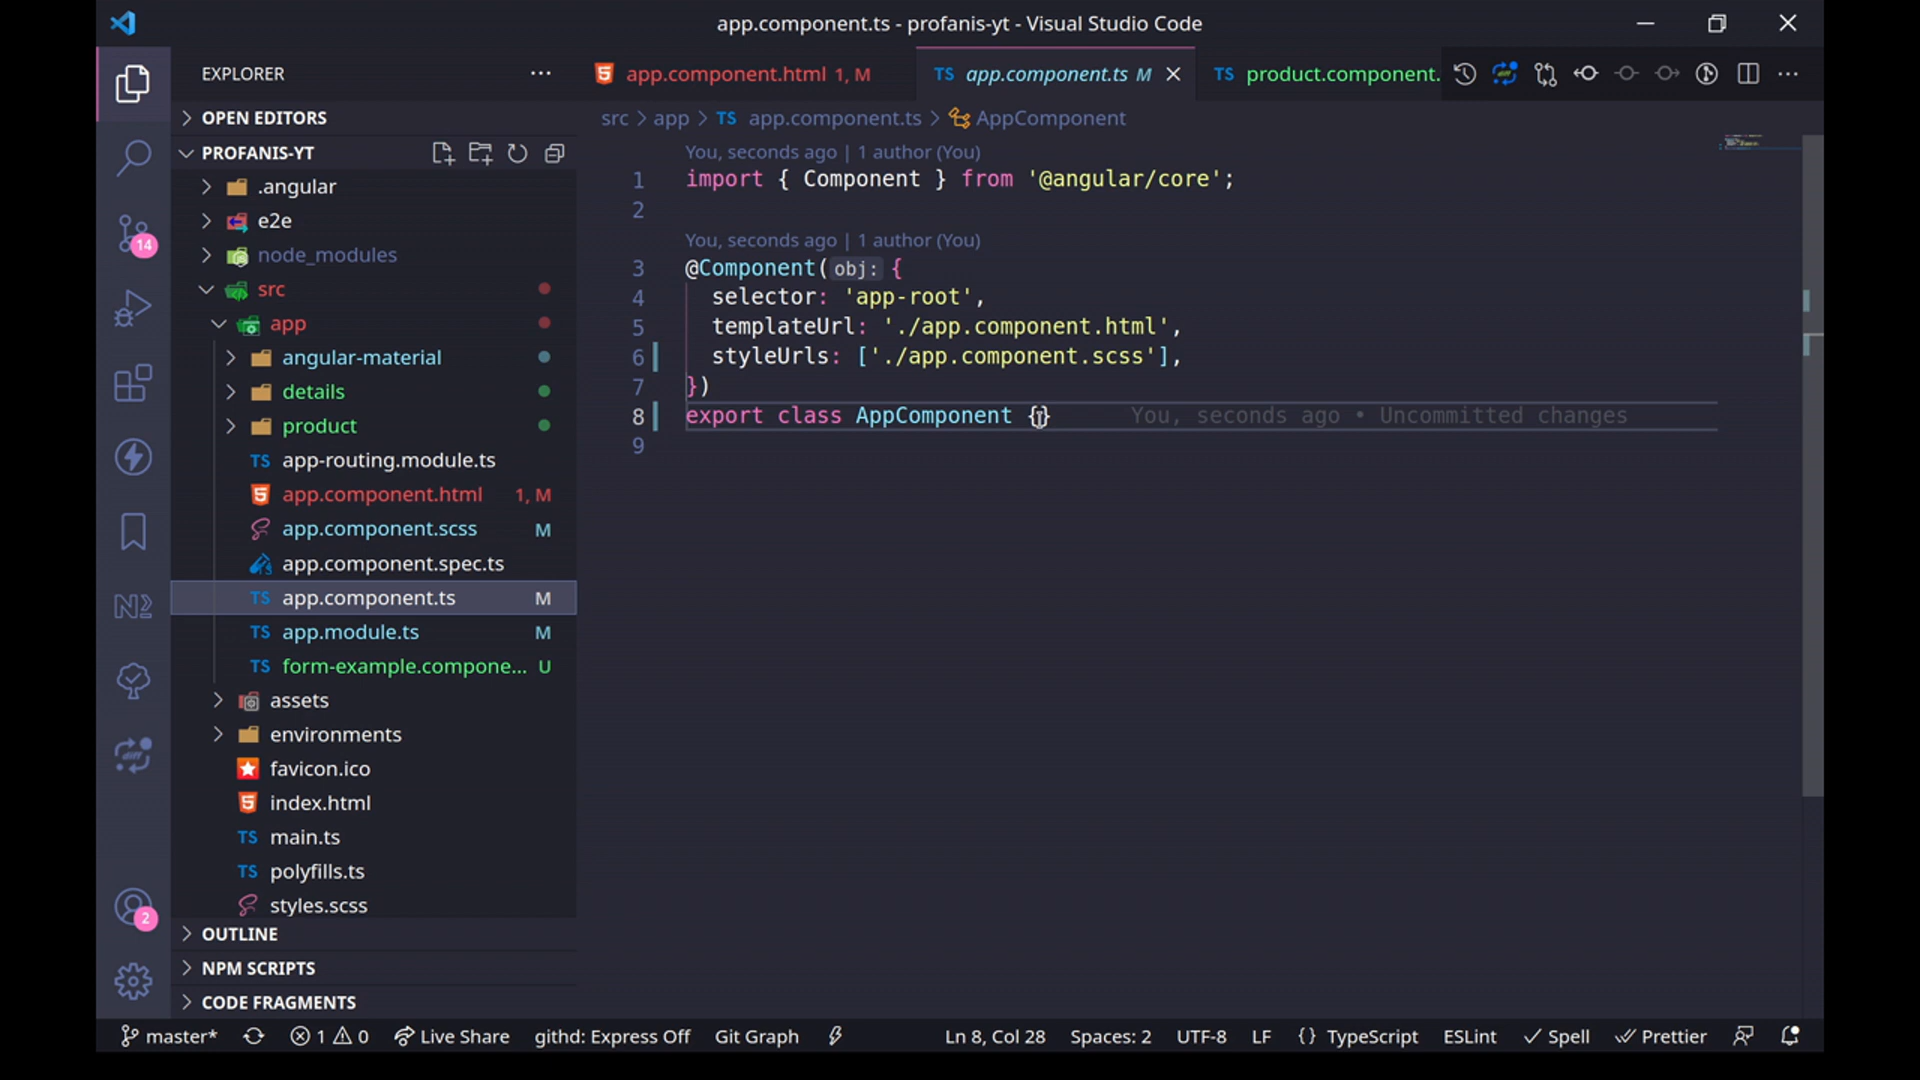 app.component.ts - profanis-yt - Visual Studio Code
EXPLORER
OPEN EDITORS
PROFANIS-YT
.angular
e2e
node_modules
src
app
angular-material
details
product
TS app-routing.module.ts
app.component.html 1, M
app.component.scss M
app.component.spec.ts
TS app.component.ts M
TS app.module.ts M
TS form-example.compone... U
assets
environments
favicon.ico
index.html
TS main.ts
TS polyfills.ts
styles.scss
OUTLINE
NPM SCRIPTS
CODE FRAGMENTS
14
2
app.component.html 1, M
TS app.component.ts M
TS product.component.
src > app > TS app.component.ts > AppComponent
You, seconds ago | 1 author (You)
1 import { Component } from '@angular/core';
2
You, seconds ago | 1 author (You)
3 @Component(obj: {
4 selector: 'app-root',
5 templateUrl: './app.component.html',
6 styleUrls: ['./app.component.scss'],
7 })
8 export class AppComponent {} You, seconds ago • Uncommitted changes
9
master* 1 0 Live Share githd: Express Off Git Graph Ln 8, Col 28 Spaces: 2 UTF-8 LF {} TypeScript ESLint Spell Prettier